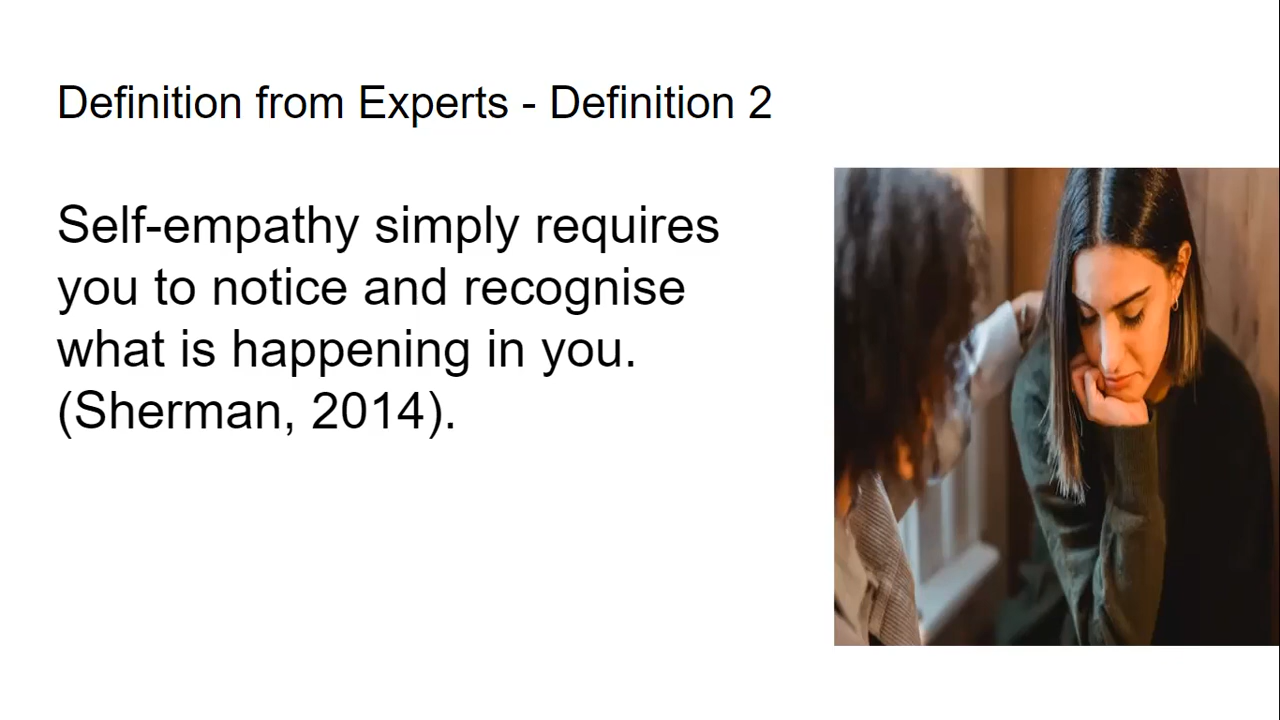 Definition from Experts - Definition 2
Self-empathy simply requires
you to notice and recognise
what is happening in you.
(Sherman, 2014).